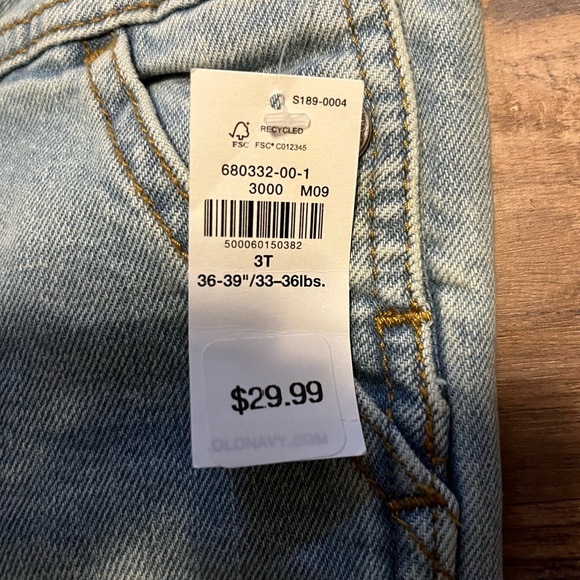 S189-0004
RECYCLED
FSC FSC® C012345
680332-00-1
3000 M09
500060150382
3T
36-39"/33–36lbs.
$29.99
OLDNAVY.COM